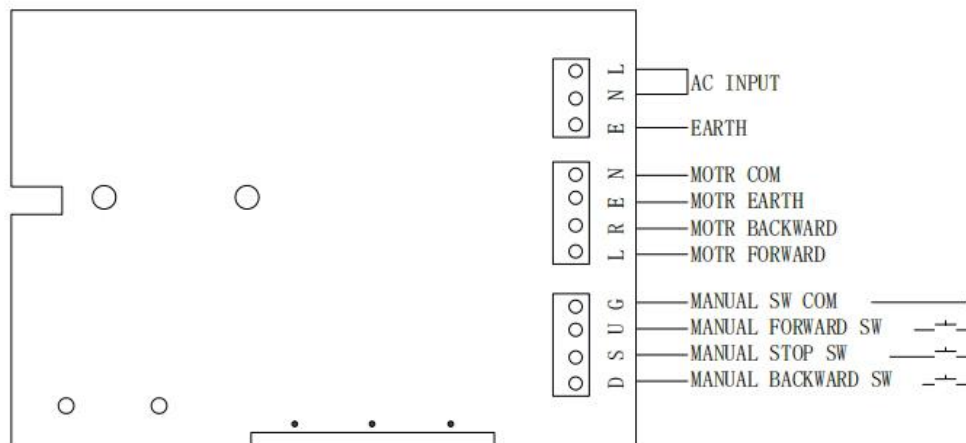 L
N
AC INPUT
E
EARTH
N
MOTR COM
E
MOTR EARTH
R
MOTR BACKWARD
L
MOTR FORWARD
G
MANUAL SW COM
U
MANUAL FORWARD SW
S
MANUAL STOP SW
D
MANUAL BACKWARD SW